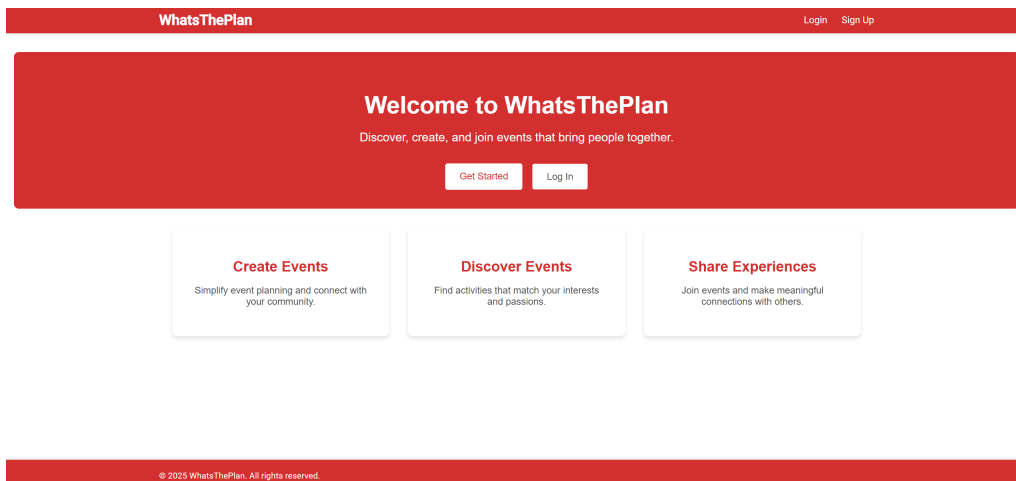 WhatsThePlan
Login
Sign Up
Welcome to WhatsThePlan
Discover, create, and join events that bring people together.
Get Started
Log In
Create Events
Simplify event planning and connect with
your community.
Discover Events
Find activities that match your interests
and passions.
Share Experiences
Join events and make meaningful
connections with others.
© 2025 WhatsThePlan. All rights reserved.